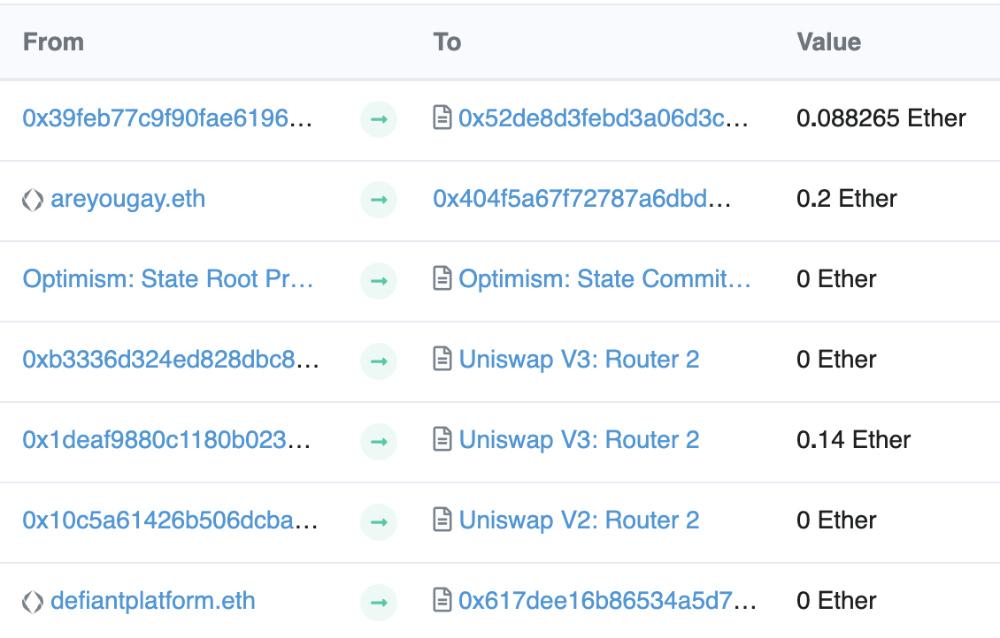 From To Value
0x39feb77c9f90fae6196... 0x52de8d3febd3a06d3c... 0.088265 Ether
areyougay.eth 0x404f5a67f72787a6dbd... 0.2 Ether
Optimism: State Root Pr... Optimism: State Commit... 0 Ether
0xb3336d324ed828dbc8... Uniswap V3: Router 2 0 Ether
0x1deaf9880c1180b023... Uniswap V3: Router 2 0.14 Ether
0x10c5a61426b506dcba... Uniswap V2: Router 2 0 Ether
defiantplatform.eth 0x617dee16b86534a5d7... 0 Ether